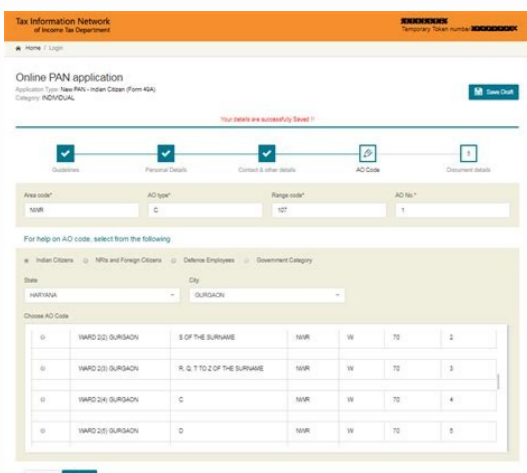 Tax Information Network
of Income Tax Department
Temporary Token number
Home / Login
Online PAN application
Application Type: New PAN - Indian Citizen (Form 49A)
Category: INDIVIDUAL
Save Draft
Your details are successfully Saved !!
Guidelines Personal Details Contact & other details AO Code Document details
5
Area code* AO type* Range code* AO No.*
NWR C 107 1
For help on AO code, select from the following
Indian Citizens NRIs and Foreign Citizens Defence Employees Government Category
State City
HARYANA GURGAON
Choose AO Code
WARD 2(2) GURGAON S OF THE SURNAME NWR W 70 2
WARD 2(3) GURGAON R, Q, T TO Z OF THE SURNAME NWR W 70 3
WARD 2(4) GURGAON C NWR W 70 4
WARD 2(5) GURGAON D NWR W 70 5